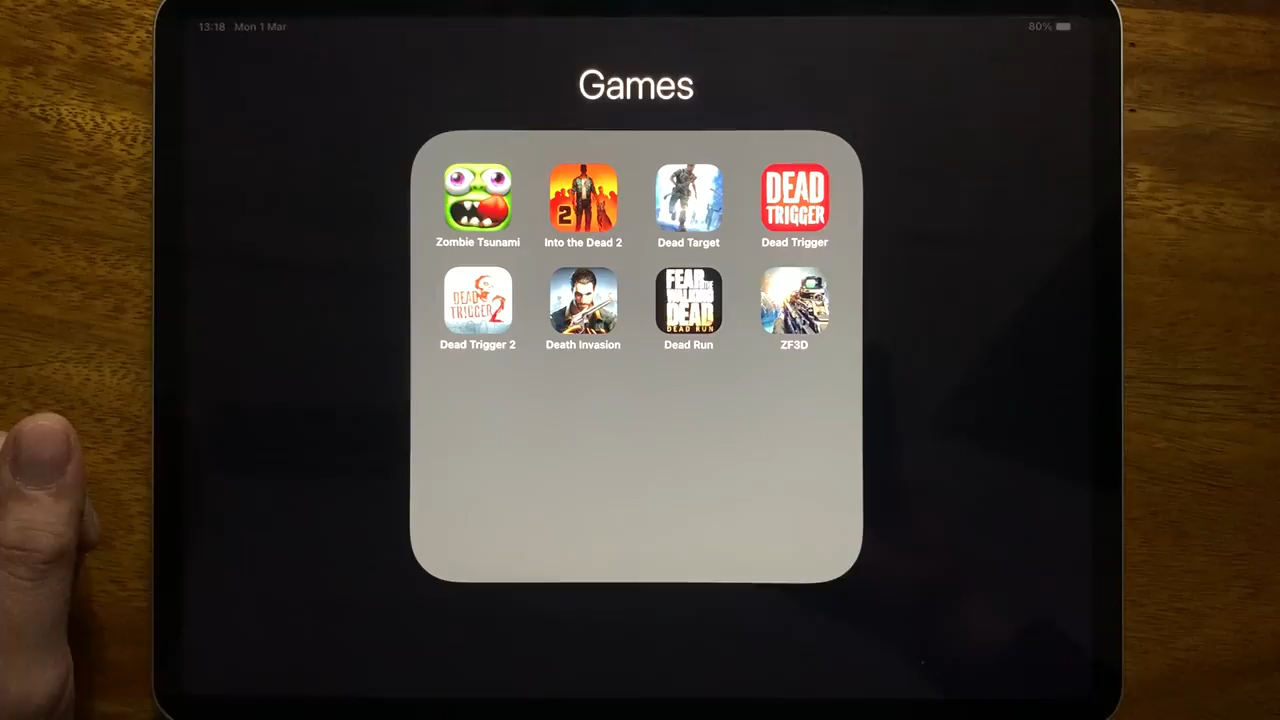 13:18 Mon 1 Mar
80%
Games
Zombie Tsunami
2
Into the Dead 2
Dead Target
DEAD
TRIGGER
Dead Trigger
DEAD
TRIGGER
2
Dead Trigger 2
Death Invasion
FEAR THE
WALKING
DEAD
DEAD RUN
Dead Run
ZF3D